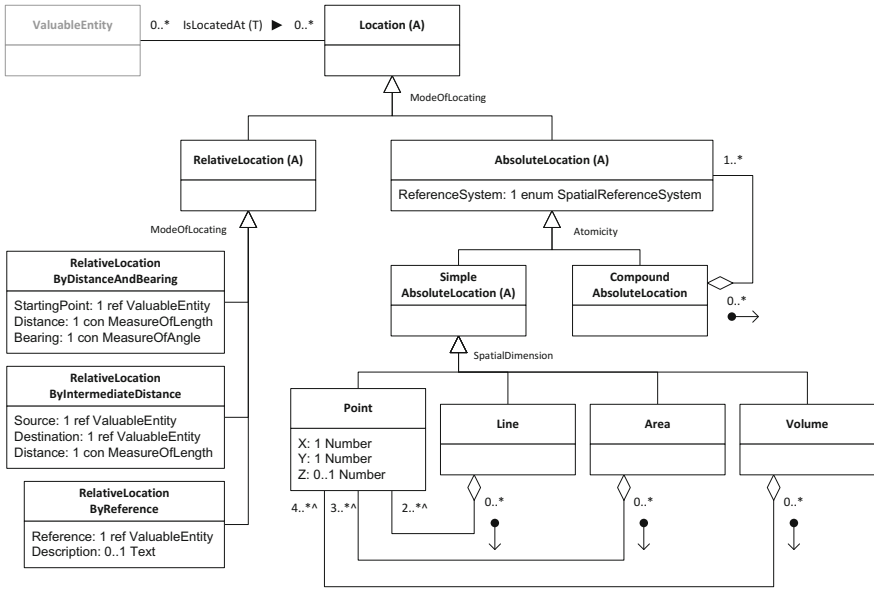 ValuableEntity
0..* IsLocatedAt (T) ► 0..*
Location (A)
ModeOfLocating
RelativeLocation (A)
AbsoluteLocation (A)
ReferenceSystem: 1 enum SpatialReferenceSystem
1..*
ModeOfLocating
Atomicity
RelativeLocation
ByDistanceAndBearing
StartingPoint: 1 ref ValuableEntity
Distance: 1 con MeasureOfLength
Bearing: 1 con MeasureOfAngle
Simple
AbsoluteLocation (A)
Compound
AbsoluteLocation
0..*
SpatialDimension
RelativeLocation
ByIntermediateDistance
Source: 1 ref ValuableEntity
Destination: 1 ref ValuableEntity
Distance: 1 con MeasureOfLength
Point
X: 1 Number
Y: 1 Number
Z: 0..1 Number
Line
Area
Volume
RelativeLocation
ByReference
Reference: 1 ref ValuableEntity
Description: 0..1 Text
4..*^ 3..*^ 2..*^
0..*
0..*
0..*